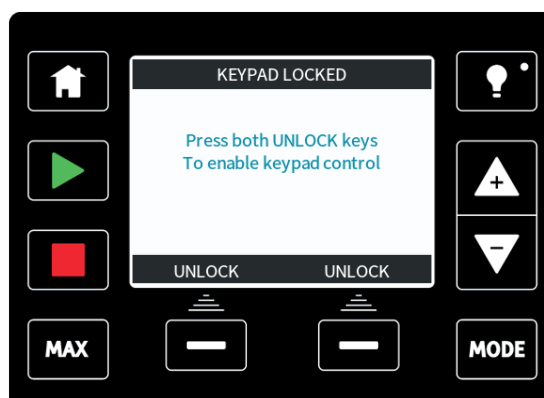 KEYPAD LOCKED
Press both UNLOCK keys
To enable keypad control
+
−
UNLOCK UNLOCK
MAX
MODE